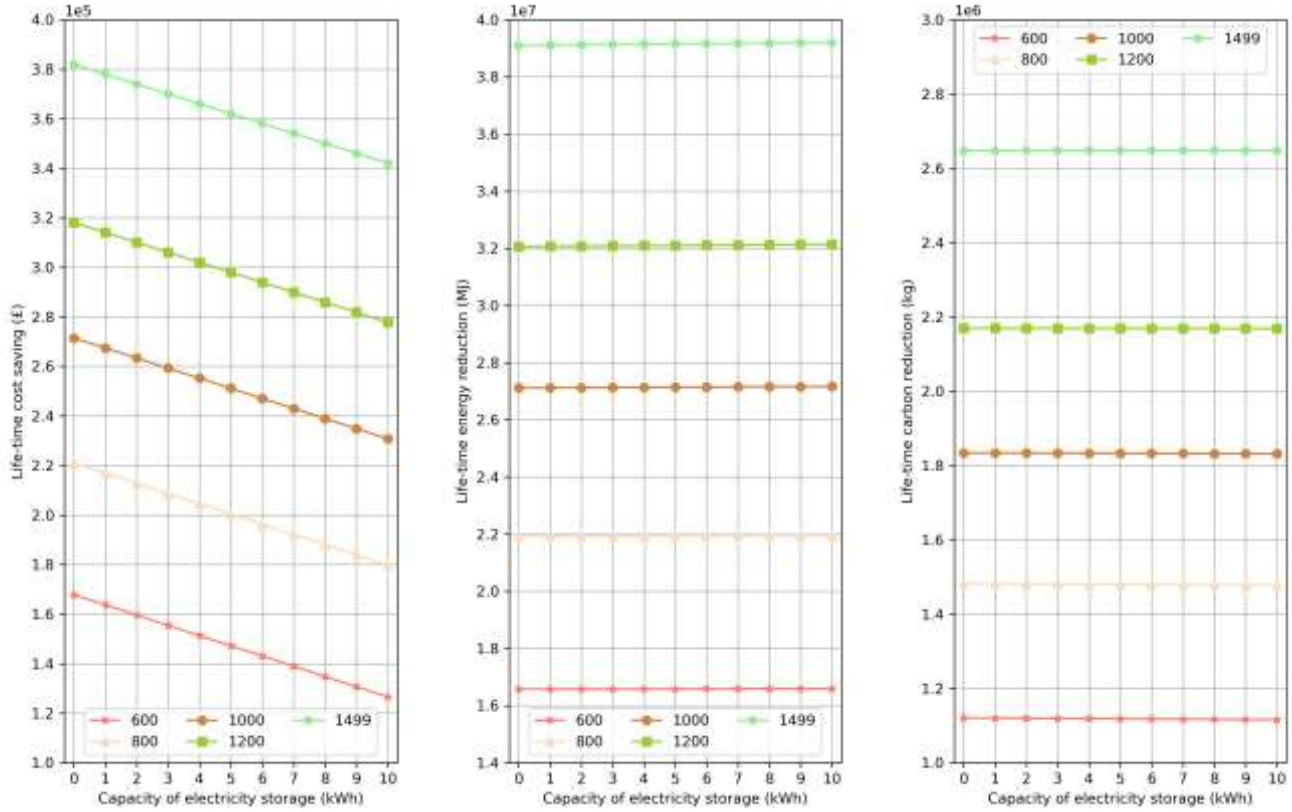 1e5
Life-time cost saving (£)
4.0
3.8
3.6
3.4
3.2
3.0
2.8
2.6
2.4
2.2
2.0
1.8
1.6
1.4
1.2
1.0
600 1000 1499
800 1200
0 1 2 3 4 5 6 7 8 9 10
Capacity of electricity storage (kWh)
1e7
Life-time energy reduction (MJ)
4.0
3.8
3.6
3.4
3.2
3.0
2.8
2.6
2.4
2.2
2.0
1.8
1.6
1.4
600 1000 1499
800 1200
0 1 2 3 4 5 6 7 8 9 10
Capacity of electricity storage (kWh)
1e6
Life-time carbon reduction (kg)
3.0
2.8
2.6
2.4
2.2
2.0
1.8
1.6
1.4
1.2
1.0
600 1000 1499
800 1200
0 1 2 3 4 5 6 7 8 9 10
Capacity of electricity storage (kWh)